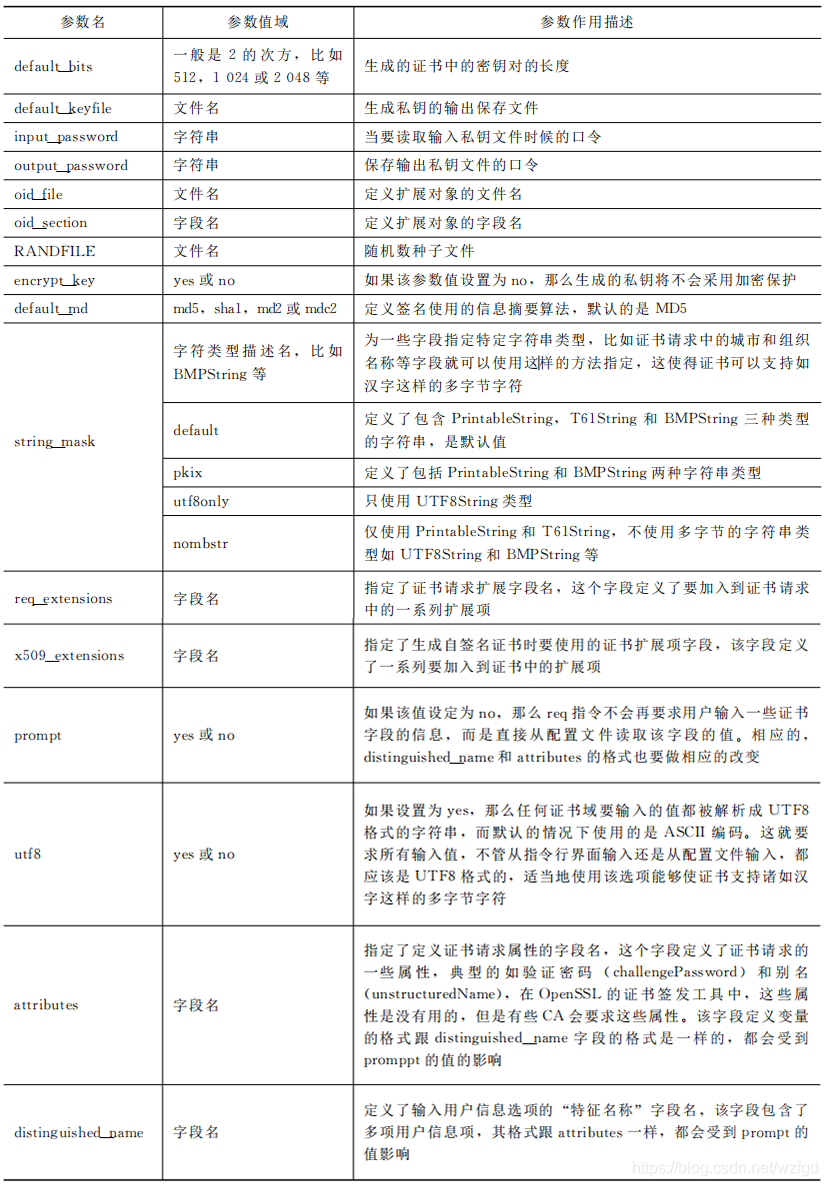 参数名 参数值域 参数作用描述
default_bits
一般是 2 的次方，比如
512，1 024 或 2 048 等
生成的证书中的密钥对的长度
default_keyfile 文件名 生成私钥的输出保存文件
input_password 字符串 当要读取输入私钥文件时候的口令
output_password 字符串 保存输出私钥文件的口令
oid_file 文件名 定义扩展对象的文件名
oid_section 字段名 定义扩展对象的字段名
RANDFILE 文件名 随机数种子文件
encrypt_key yes 或 no 如果该参数值设置为 no，那么生成的私钥将不会采用加密保护
default_md md5，sha1，md2 或 mdc2 定义签名使用的信息摘要算法，默认的是 MD5
string_mask
字符类型描述名，比如
BMPString 等
为一些字段指定特定字符串类型，比如证书请求中的城市和组织
名称等字段就可以使用这样的方法指定，这使得证书可以支持如
汉字这样的多字节字符
default
定义了包含 PrintableString，T61String 和 BMPString 三种类型
的字符串，是默认值
pkix 定义了包括 PrintableString 和 BMPString 两种字符串类型
utf8only 只使用 UTF8String 类型
nombstr
仅使用 PrintableString 和 T61String，不使用多字节的字符串类
型如 UTF8String 和 BMPString 等
req_extensions 字段名
指定了证书请求扩展字段名，这个字段定义了要加入到证书请求
中的一系列扩展项
x509_extensions 字段名
指定了生成自签名证书时要使用的证书扩展项字段，该字段定义
了一系列要加入到证书中的扩展项
prompt yes 或 no
如果该值设定为 no，那么 req 指令不会再要求用户输入一些证书
字段的信息，而是直接从配置文件读取该字段的值。相应的，
distinguished_name 和 attributes 的格式也要做相应的改变
utf8 yes 或 no
如果设置为 yes，那么任何证书域要输入的值都被解析成 UTF8
格式的字符串，而默认的情况下使用的是 ASCII 编码。这就要
求所有输入值，不管从指令行界面输入还是从配置文件输入，都
应该是 UTF8 格式的，适当地使用该选项能够使证书支持诸如汉
字这样的多字节字符
attributes 字段名
指定了定义证书请求属性的字段名，这个字段定义了证书请求的
一些属性，典型的如验证密码（challengePassword）和别名
（unstructuredName），在 OpenSSL 的证书签发工具中，这些属
性是没有用的，但是有些 CA 会要求这些属性。该字段定义变量
的格式跟 distinguished_name 字段的格式是一样的，都会受到
promppt 的值的影响
distinguished_name 字段名
定义了输入用户信息选项的“特征名称”字段名，该字段包含了
多项用户信息项，其格式跟 attributes 一样，都会受到 prompt 的
值影响
https://blog.csdn.net/wzfgd